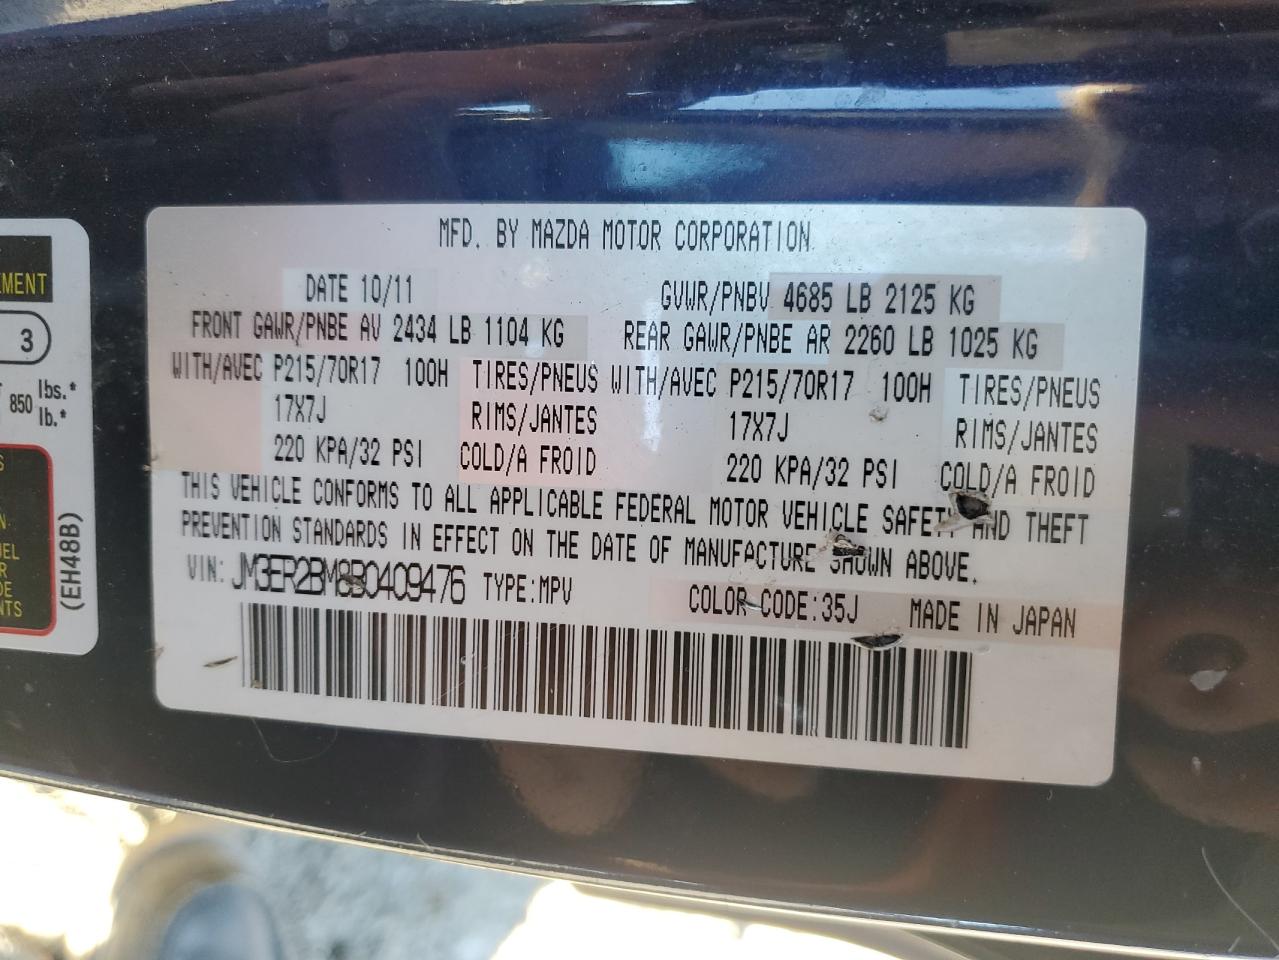 MFD. BY MAZDA MOTOR CORPORATION
DATE 10/11 GVWR/PNBV 4685 LB 2125 KG
FRONT GAWR/PNBE AV 2434 LB 1104 KG REAR GAWR/PNBE AR 2260 LB 1025 KG
WITH/AVEC P215/70R17 100H TIRES/PNEUS WITH/AVEC P215/70R17 100H TIRES/PNEUS
17X7J RIMS/JANTES 17X7J RIMS/JANTES
220 KPA/32 PSI COLD/A FROID 220 KPA/32 PSI COLD/A FROID
THIS VEHICLE CONFORMS TO ALL APPLICABLE FEDERAL MOTOR VEHICLE SAFETY AND THEFT
PREVENTION STANDARDS IN EFFECT ON THE DATE OF MANUFACTURE SHOWN ABOVE.
VIN: JM3ER2BM8B0409476 TYPE:MPV COLOR CODE:35J MADE IN JAPAN
3
850 lbs.*
lb.*
(EH48B)